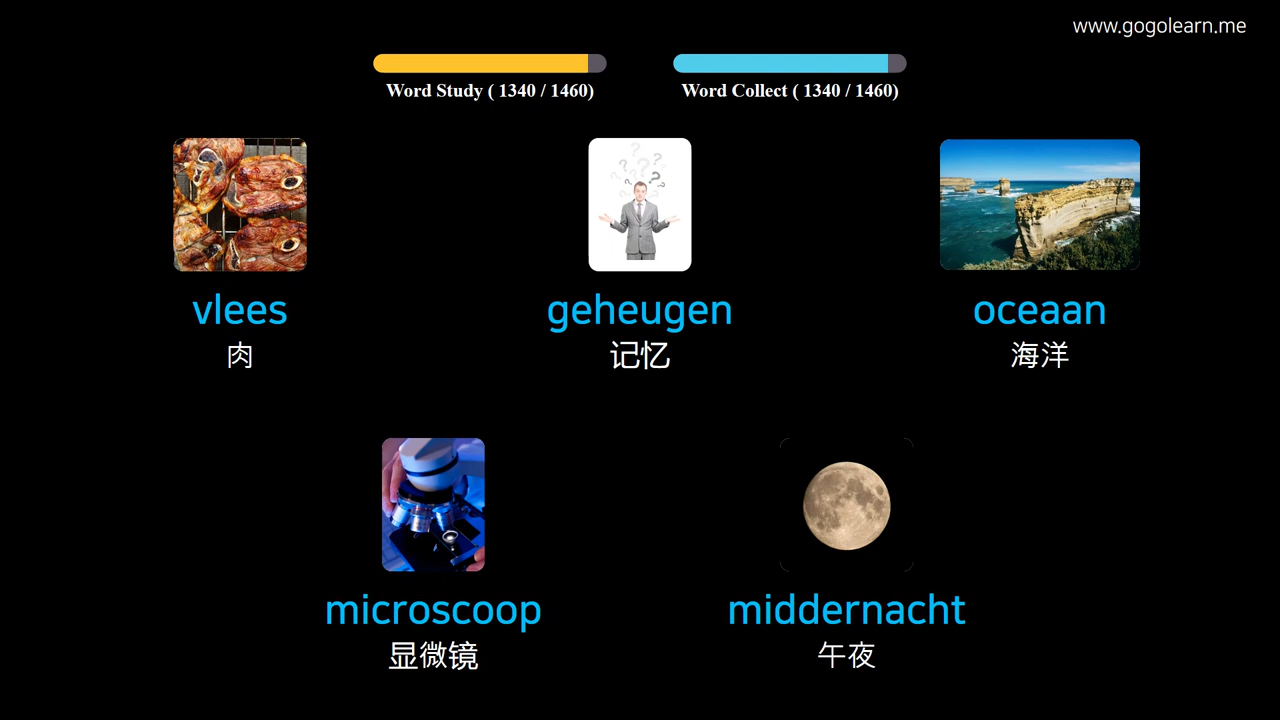 www.gogolearn.me
Word Study ( 1340 / 1460)
Word Collect ( 1340 / 1460)
vlees
肉
geheugen
记忆
oceaan
海洋
microscoop
显微镜
middernacht
午夜